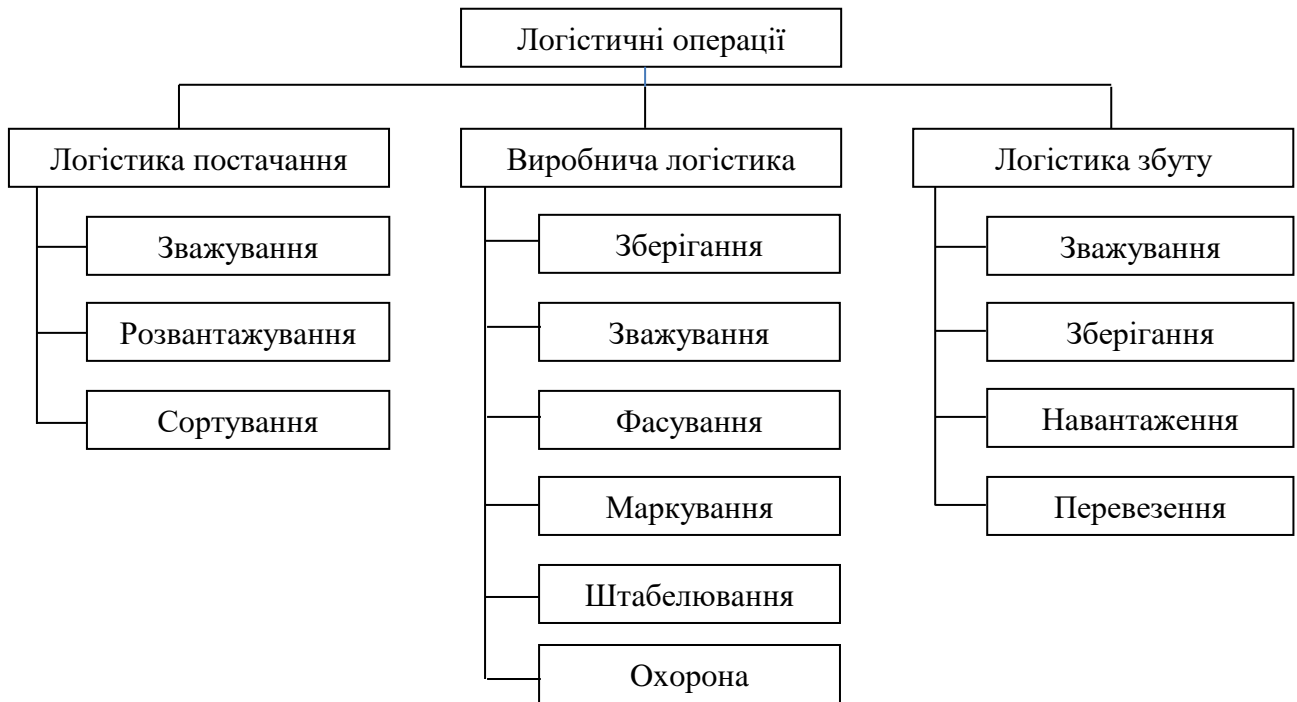 Логістичні операції
Логістика постачання
Зважування
Розвантажування
Сортування
Виробнича логістика
Зберігання
Зважування
Фасування
Маркування
Штабелювання
Охорона
Логістика збуту
Зважування
Зберігання
Навантаження
Перевезення